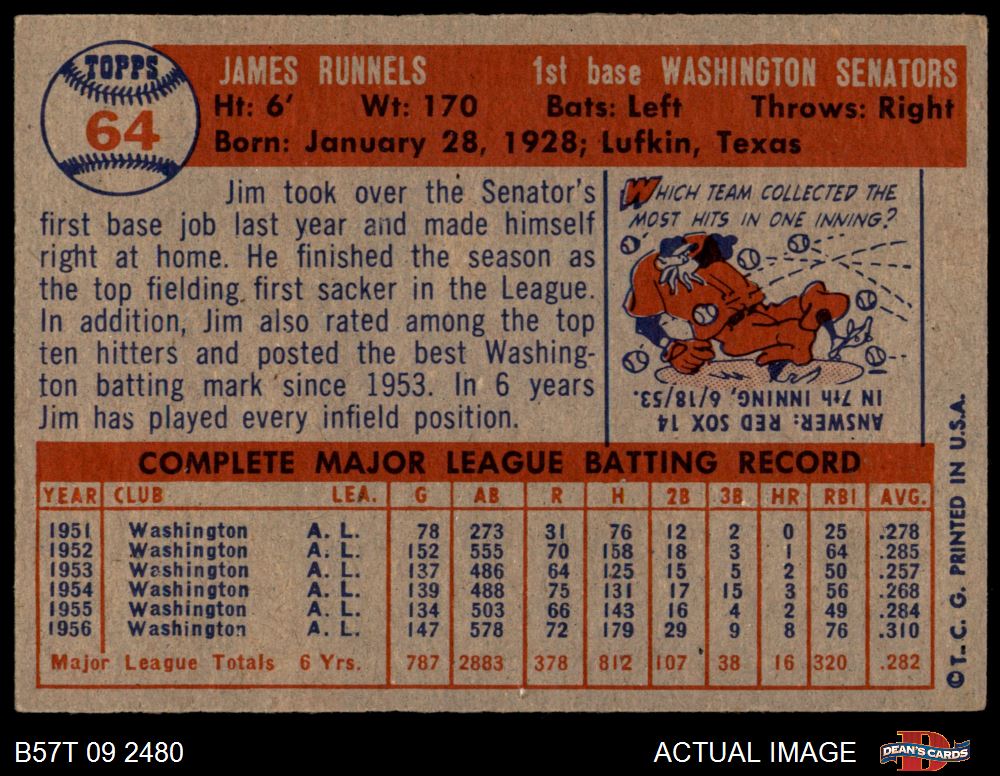 TOPPS
64
JAMES RUNNELS 1st base WASHINGTON SENATORS
Ht: 6' Wt: 170 Bats: Left Throws: Right
Born: January 28, 1928; Lufkin, Texas
Jim took over the Senator's
first base job last year and made himself
right at home. He finished the season as
the top fielding first sacker in the League.
In addition, Jim also rated among the top
ten hitters and posted the best Washing-
ton batting mark since 1953. In 6 years
Jim has played every infield position.
WHICH TEAM COLLECTED THE
MOST HITS IN ONE INNING?
ANSWER: RED SOX 14
IN 7TH INNING, 6/18/53.
COMPLETE MAJOR LEAGUE BATTING RECORD
YEAR CLUB LEA. G AB R H 2B 3B HR RBI AVG.
1951 Washington A. L. 78 273 31 76 12 2 0 25 .278
1952 Washington A. L. 152 555 70 158 18 3 1 64 .285
1953 Washington A. L. 137 486 64 125 15 5 2 50 .257
1954 Washington A. L. 139 488 75 131 17 15 3 56 .268
1955 Washington A. L. 134 503 66 143 16 4 2 49 .284
1956 Washington A. L. 147 578 72 179 29 9 8 76 .310
Major League Totals 6 Yrs. 787 2883 378 812 107 38 16 320 .282
©T. C. G. PRINTED IN U.S.A.
B57T 09 2480 ACTUAL IMAGE
D
DEAN'S CARDS